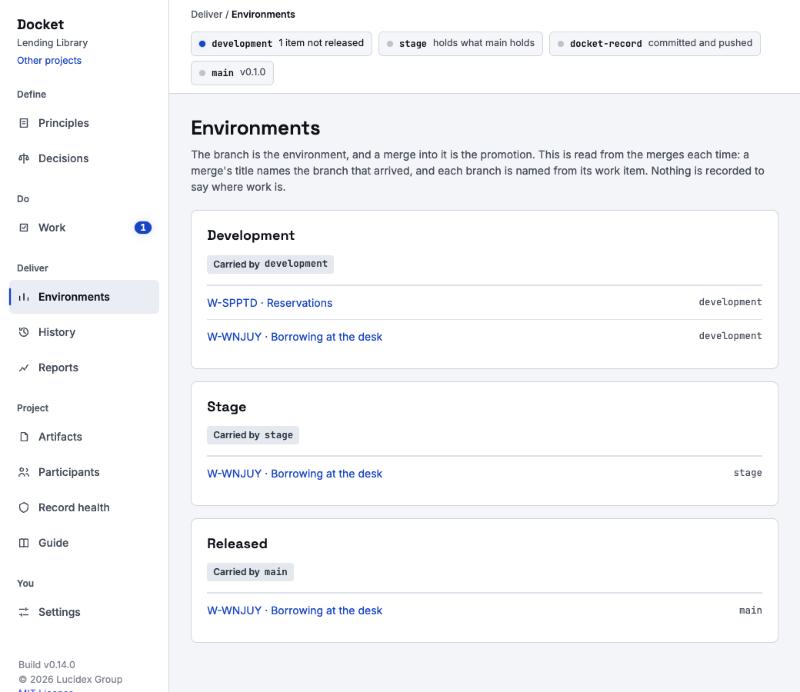 Docket
Lending Library
Other projects
Define
Principles
Decisions
Do
Work 1
Deliver
Environments
History
Reports
Project
Artifacts
Participants
Record health
Guide
You
Settings
Build v0.14.0
© 2026 Lucidex Group
Deliver / Environments
development 1 item not released
stage holds what main holds
docket-record committed and pushed
main v0.1.0
Environments
The branch is the environment, and a merge into it is the promotion. This is read from the merges each time: a
merge's title names the branch that arrived, and each branch is named from its work item. Nothing is recorded to
say where work is.
Development
Carried by development
W-SPPTD · Reservations development
W-WNJUY · Borrowing at the desk development
Stage
Carried by stage
W-WNJUY · Borrowing at the desk stage
Released
Carried by main
W-WNJUY · Borrowing at the desk main